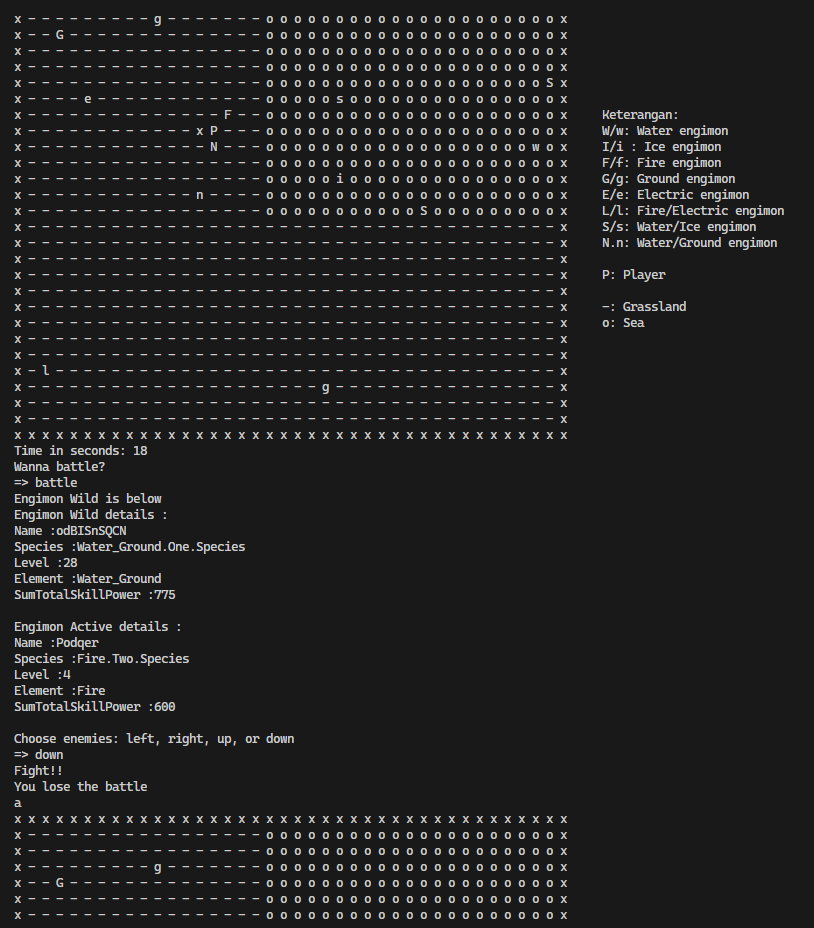 x - - - - - - - - - g - - - - - - - o o o o o o o o o o o o o o o o o o o o o x
x - - G - - - - - - - - - - - - - - o o o o o o o o o o o o o o o o o o o o o x
x - - - - - - - - - - - - - - - - - o o o o o o o o o o o o o o o o o o o o o x
x - - - - - - - - - - - - - - - - - o o o o o o o o o o o o o o o o o o o o o x
x - - - - - - - - - - - - - - - - - o o o o o o o o o o o o o o o o o o o o S x
x - - - - e - - - - - - - - - - - - o o o o o s o o o o o o o o o o o o o o o x
x - - - - - - - - - - - - - - F - - o o o o o o o o o o o o o o o o o o o o o x Keterangan:
x - - - - - - - - - - - - x P - - - o o o o o o o o o o o o o o o o o o o o o x W/w: Water engimon
x - - - - - - - - - - - - - N - - - o o o o o o o o o o o o o o o o o o o w o x I/i : Ice engimon
x - - - - - - - - - - - - - - - - - o o o o o o o o o o o o o o o o o o o o o x F/f: Fire engimon
x - - - - - - - - - - - - - - - - - o o o o o i o o o o o o o o o o o o o o o x G/g: Ground engimon
x - - - - - - - - - - - - n - - - - o o o o o o o o o o o o o o o o o o o o o x E/e: Electric engimon
x - - - - - - - - - - - - - - - - - o o o o o o o o o o o S o o o o o o o o o x L/l: Fire/Electric engimon
x - - - - - - - - - - - - - - - - - - - - - - - - - - - - - - - - - - - - - - x S/s: Water/Ice engimon
x - - - - - - - - - - - - - - - - - - - - - - - - - - - - - - - - - - - - - - x N.n: Water/Ground engimon
x - - - - - - - - - - - - - - - - - - - - - - - - - - - - - - - - - - - - - - x
x - - - - - - - - - - - - - - - - - - - - - - - - - - - - - - - - - - - - - - x P: Player
x - - - - - - - - - - - - - - - - - - - - - - - - - - - - - - - - - - - - - - x
x - - - - - - - - - - - - - - - - - - - - - - - - - - - - - - - - - - - - - - x -: Grassland
x - - - - - - - - - - - - - - - - - - - - - - - - - - - - - - - - - - - - - - x o: Sea
x - - - - - - - - - - - - - - - - - - - - - - - - - - - - - - - - - - - - - - x
x - - - - - - - - - - - - - - - - - - - - - - - - - - - - - - - - - - - - - - x
x - l - - - - - - - - - - - - - - - - - - - - - - - - - - - - - - - - - - - - x
x - - - - - - - - - - - - - - - - - - - - - g - - - - - - - - - - - - - - - - x
x - - - - - - - - - - - - - - - - - - - - - - - - - - - - - - - - - - - - - - x
x - - - - - - - - - - - - - - - - - - - - - - - - - - - - - - - - - - - - - - x
x x x x x x x x x x x x x x x x x x x x x x x x x x x x x x x x x x x x x x x x
Time in seconds: 18
Wanna battle?
=> battle
Engimon Wild is below
Engimon Wild details :
Name :odBISnSQCN
Species :Water_Ground.One.Species
Level :28
Element :Water_Ground
SumTotalSkillPower :775
Engimon Active details :
Name :Podqer
Species :Fire.Two.Species
Level :4
Element :Fire
SumTotalSkillPower :600
Choose enemies: left, right, up, or down
=> down
Fight!!
You lose the battle
a
x x x x x x x x x x x x x x x x x x x x x x x x x x x x x x x x x x x x x x x x
x - - - - - - - - - - - - - - - - - o o o o o o o o o o o o o o o o o o o o o x
x - - - - - - - - - - - - - - - - - o o o o o o o o o o o o o o o o o o o o o x
x - - - - - - - - - g - - - - - - - o o o o o o o o o o o o o o o o o o o o o x
x - - G - - - - - - - - - - - - - - o o o o o o o o o o o o o o o o o o o o o x
x - - - - - - - - - - - - - - - - - o o o o o o o o o o o o o o o o o o o o o x
x - - - - - - - - - - - - - - - - - o o o o o o o o o o o o o o o o o o o o o x